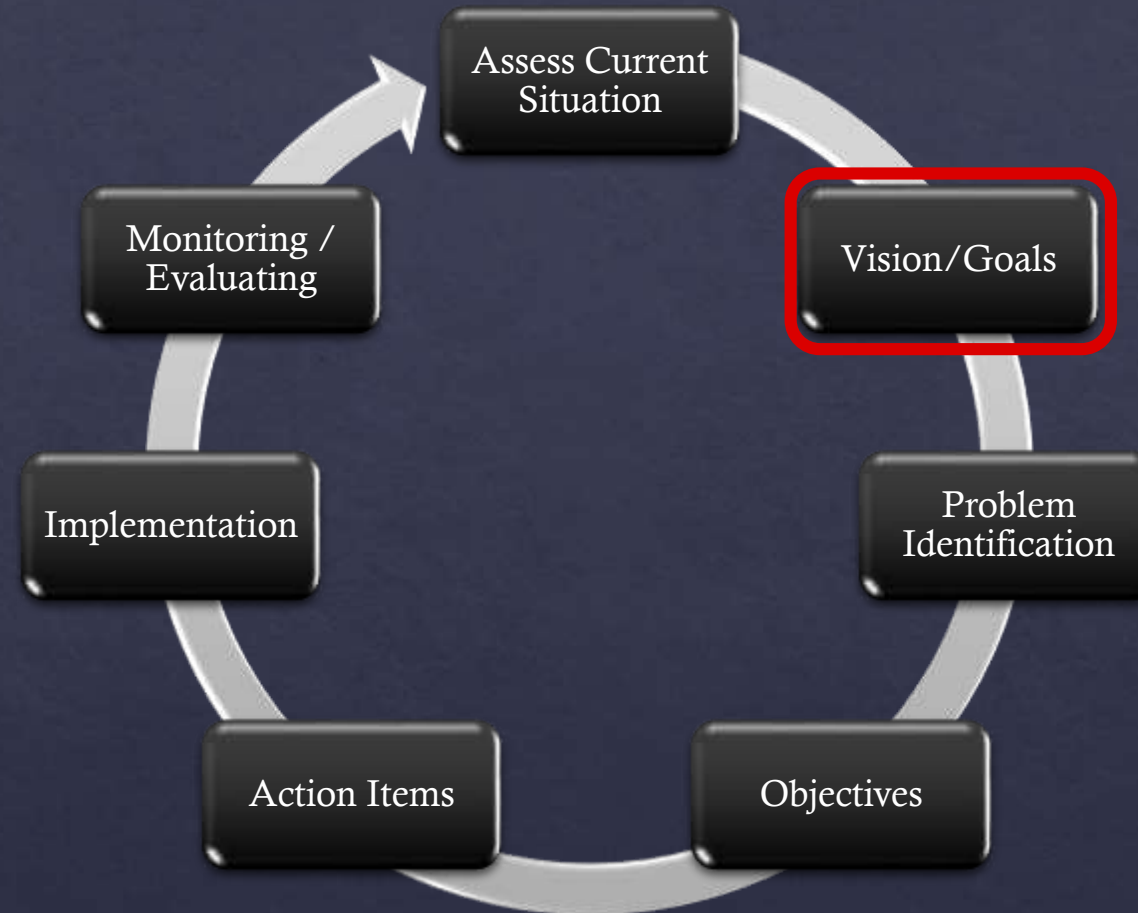 Assess Current
Situation
Vision/Goals
Problem
Identification
Objectives
Action Items
Implementation
Monitoring /
Evaluating